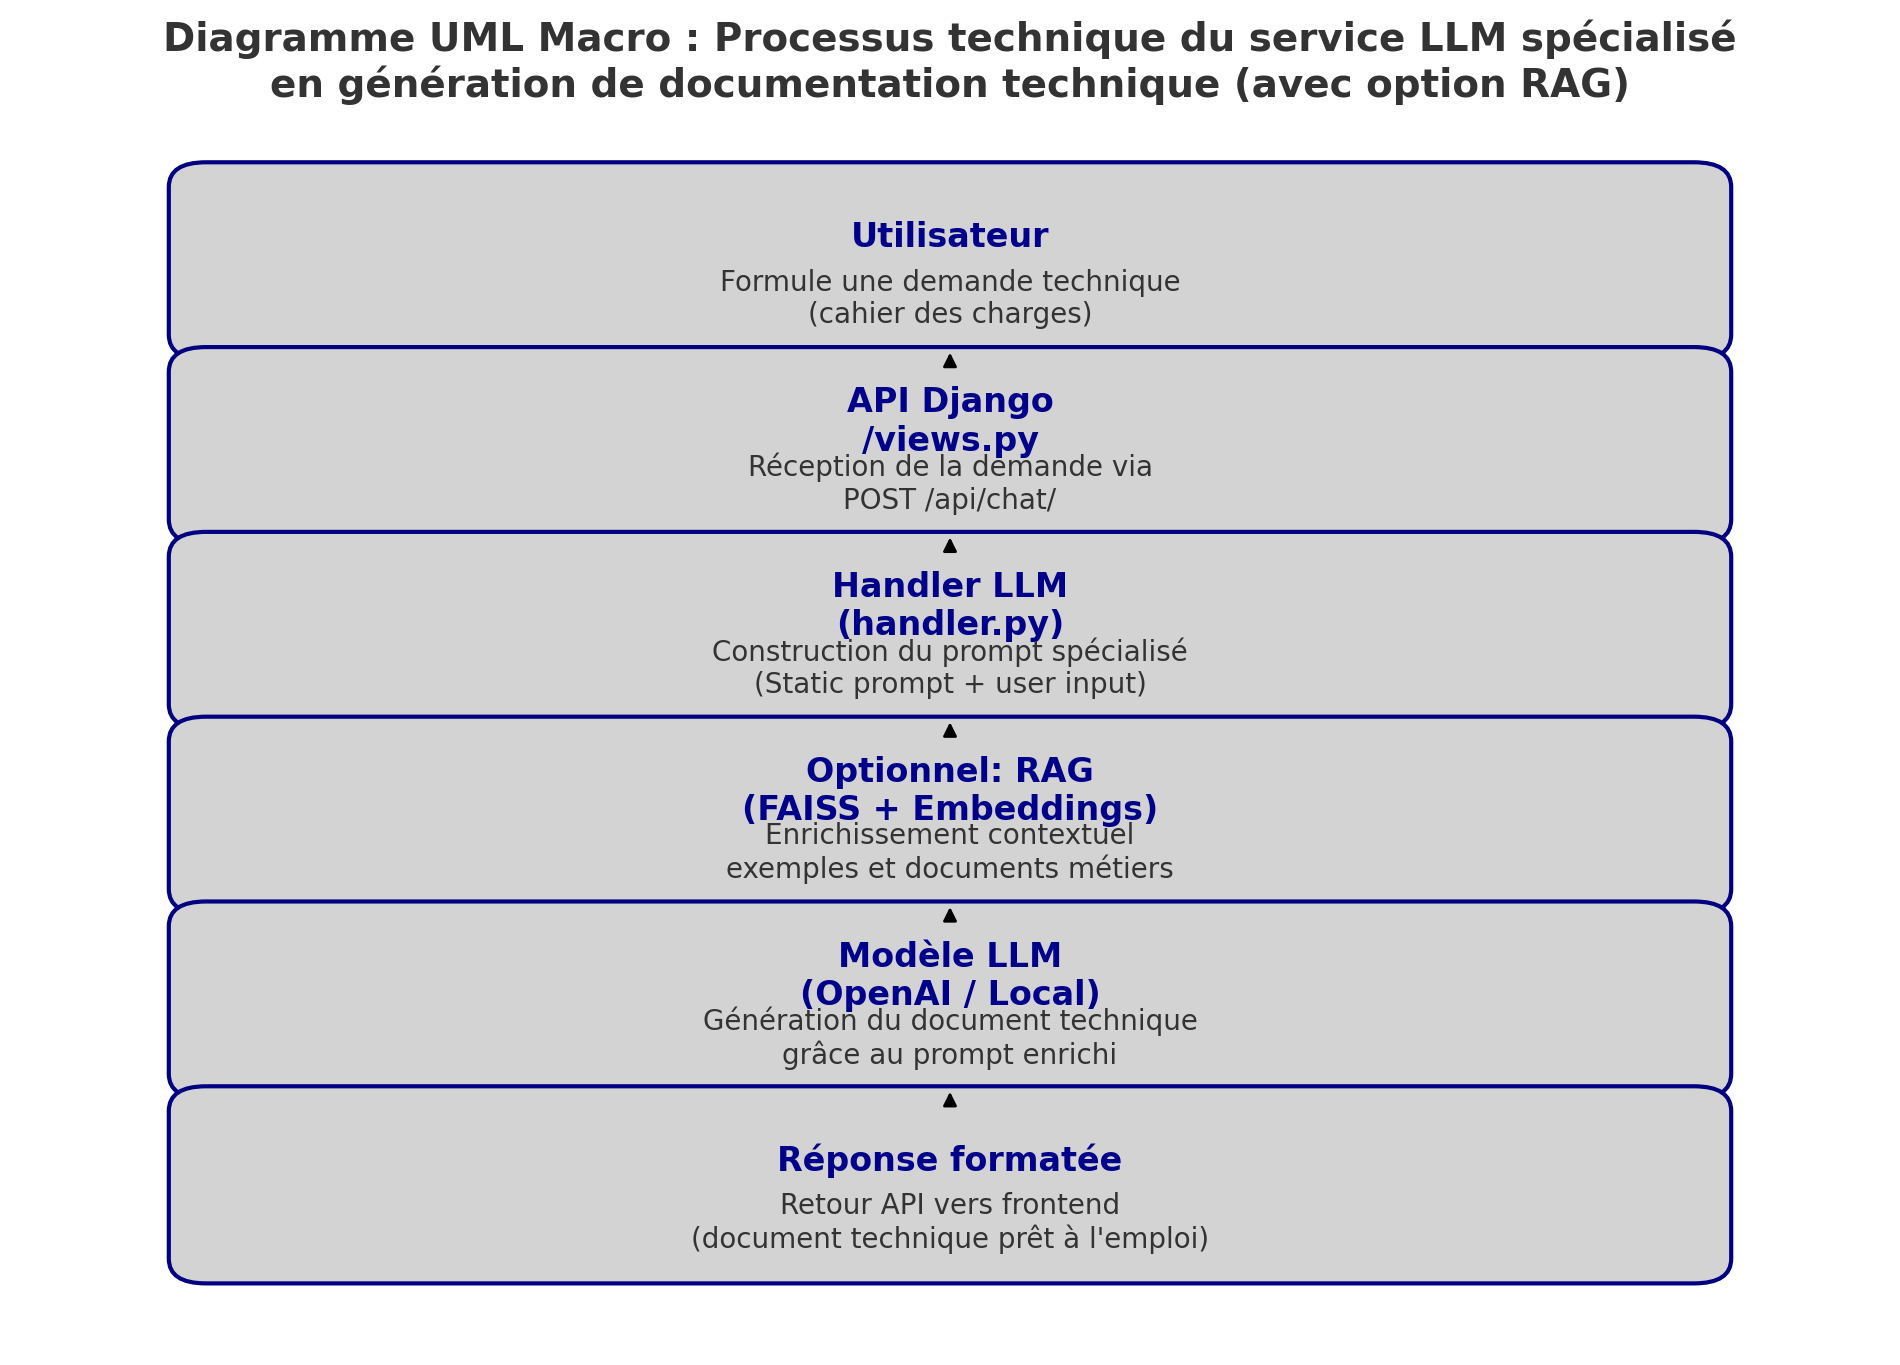 Diagramme UML Macro : Processus technique du service LLM spécialisé
en génération de documentation technique (avec option RAG)
Utilisateur
Formule une demande technique
(cahier des charges)
API Django
/views.py
Réception de la demande via
POST /api/chat/
Handler LLM
(handler.py)
Construction du prompt spécialisé
(Static prompt + user input)
Optionnel: RAG
(FAISS + Embeddings)
Enrichissement contextuel
exemples et documents métiers
Modèle LLM
(OpenAI / Local)
Génération du document technique
grâce au prompt enrichi
Réponse formatée
Retour API vers frontend
(document technique prêt à l'emploi)